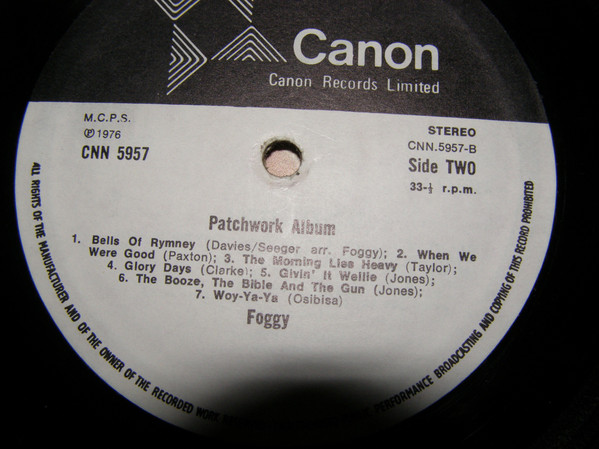 Canon
Canon Records Limited
M.C.P.S.
℗ 1976
CNN 5957
STEREO
CNN.5957-B
Side TWO
33-⅓ r.p.m.
Patchwork Album
1. Bells Of Rymney (Davies/Seeger arr. Foggy); 2. When We
Were Good (Paxton); 3. The Morning Lies Heavy (Taylor);
4. Glory Days (Clarke); 5. Givin' It Wellie (Jones);
6. The Booze, The Bible And The Gun (Jones);
7. Woy-Ya-Ya (Osibisa)
Foggy
ALL RIGHTS OF THE MANUFACTURER AND OF THE OWNER OF THE RECORDED WORK PERFORMANCE BROADCASTING AND COPYING OF THIS RECORD PROHIBITED